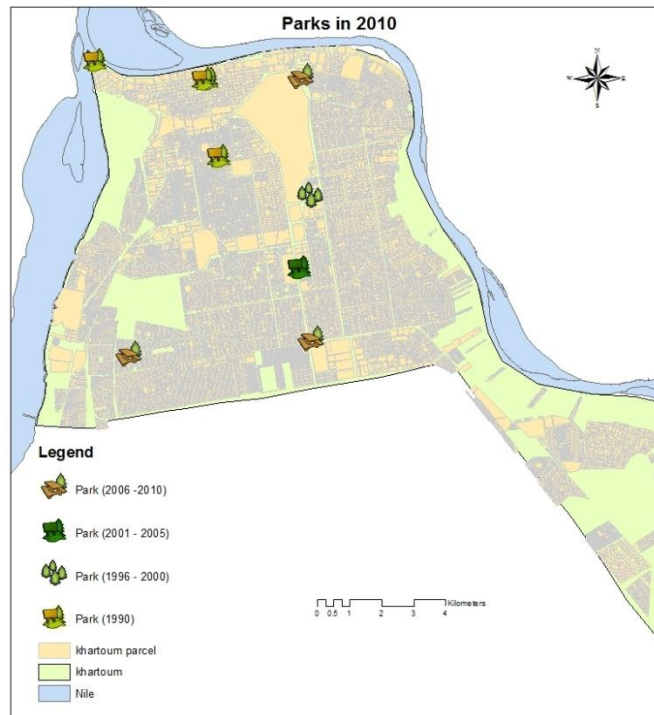 Parks in 2010
N
W E
S
Legend
Park (2006 -2010)
Park (2001 - 2005)
Park (1996 - 2000)
Park (1990)
khartoum parcel
khartoum
Nile
Kilometers
0 0.5 1 2 3 4